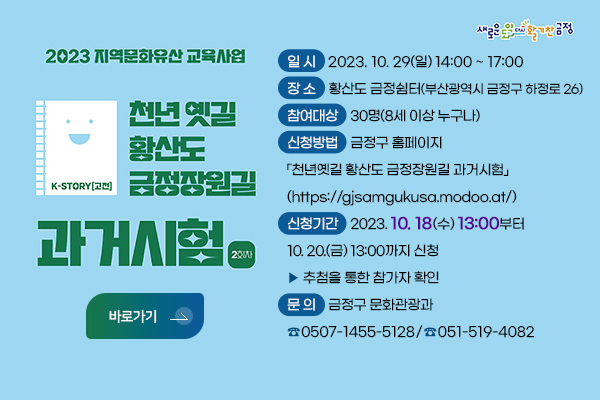 새로운 도약 다시 활기찬 금정
2023 지역문화유산 교육사업
K-STORY[고전]
천년 옛길
황산도
금정장원길
과거시험 2회차
바로가기
일 시 2023. 10. 29(일) 14:00 ~ 17:00
장 소 황산도 금정쉼터(부산광역시 금정구 하정로 26)
참여대상 30명(8세 이상 누구나)
신청방법 금정구 홈페이지
「천년옛길 황산도 금정장원길 과거시험」
(https://gjsamgukusa.modoo.at/)
신청기간 2023. 10. 18(수) 13:00부터
10. 20.(금) 13:00까지 신청
▶ 추첨을 통한 참가자 확인
문 의 금정구 문화관광과
☎0507-1455-5128/☎051-519-4082